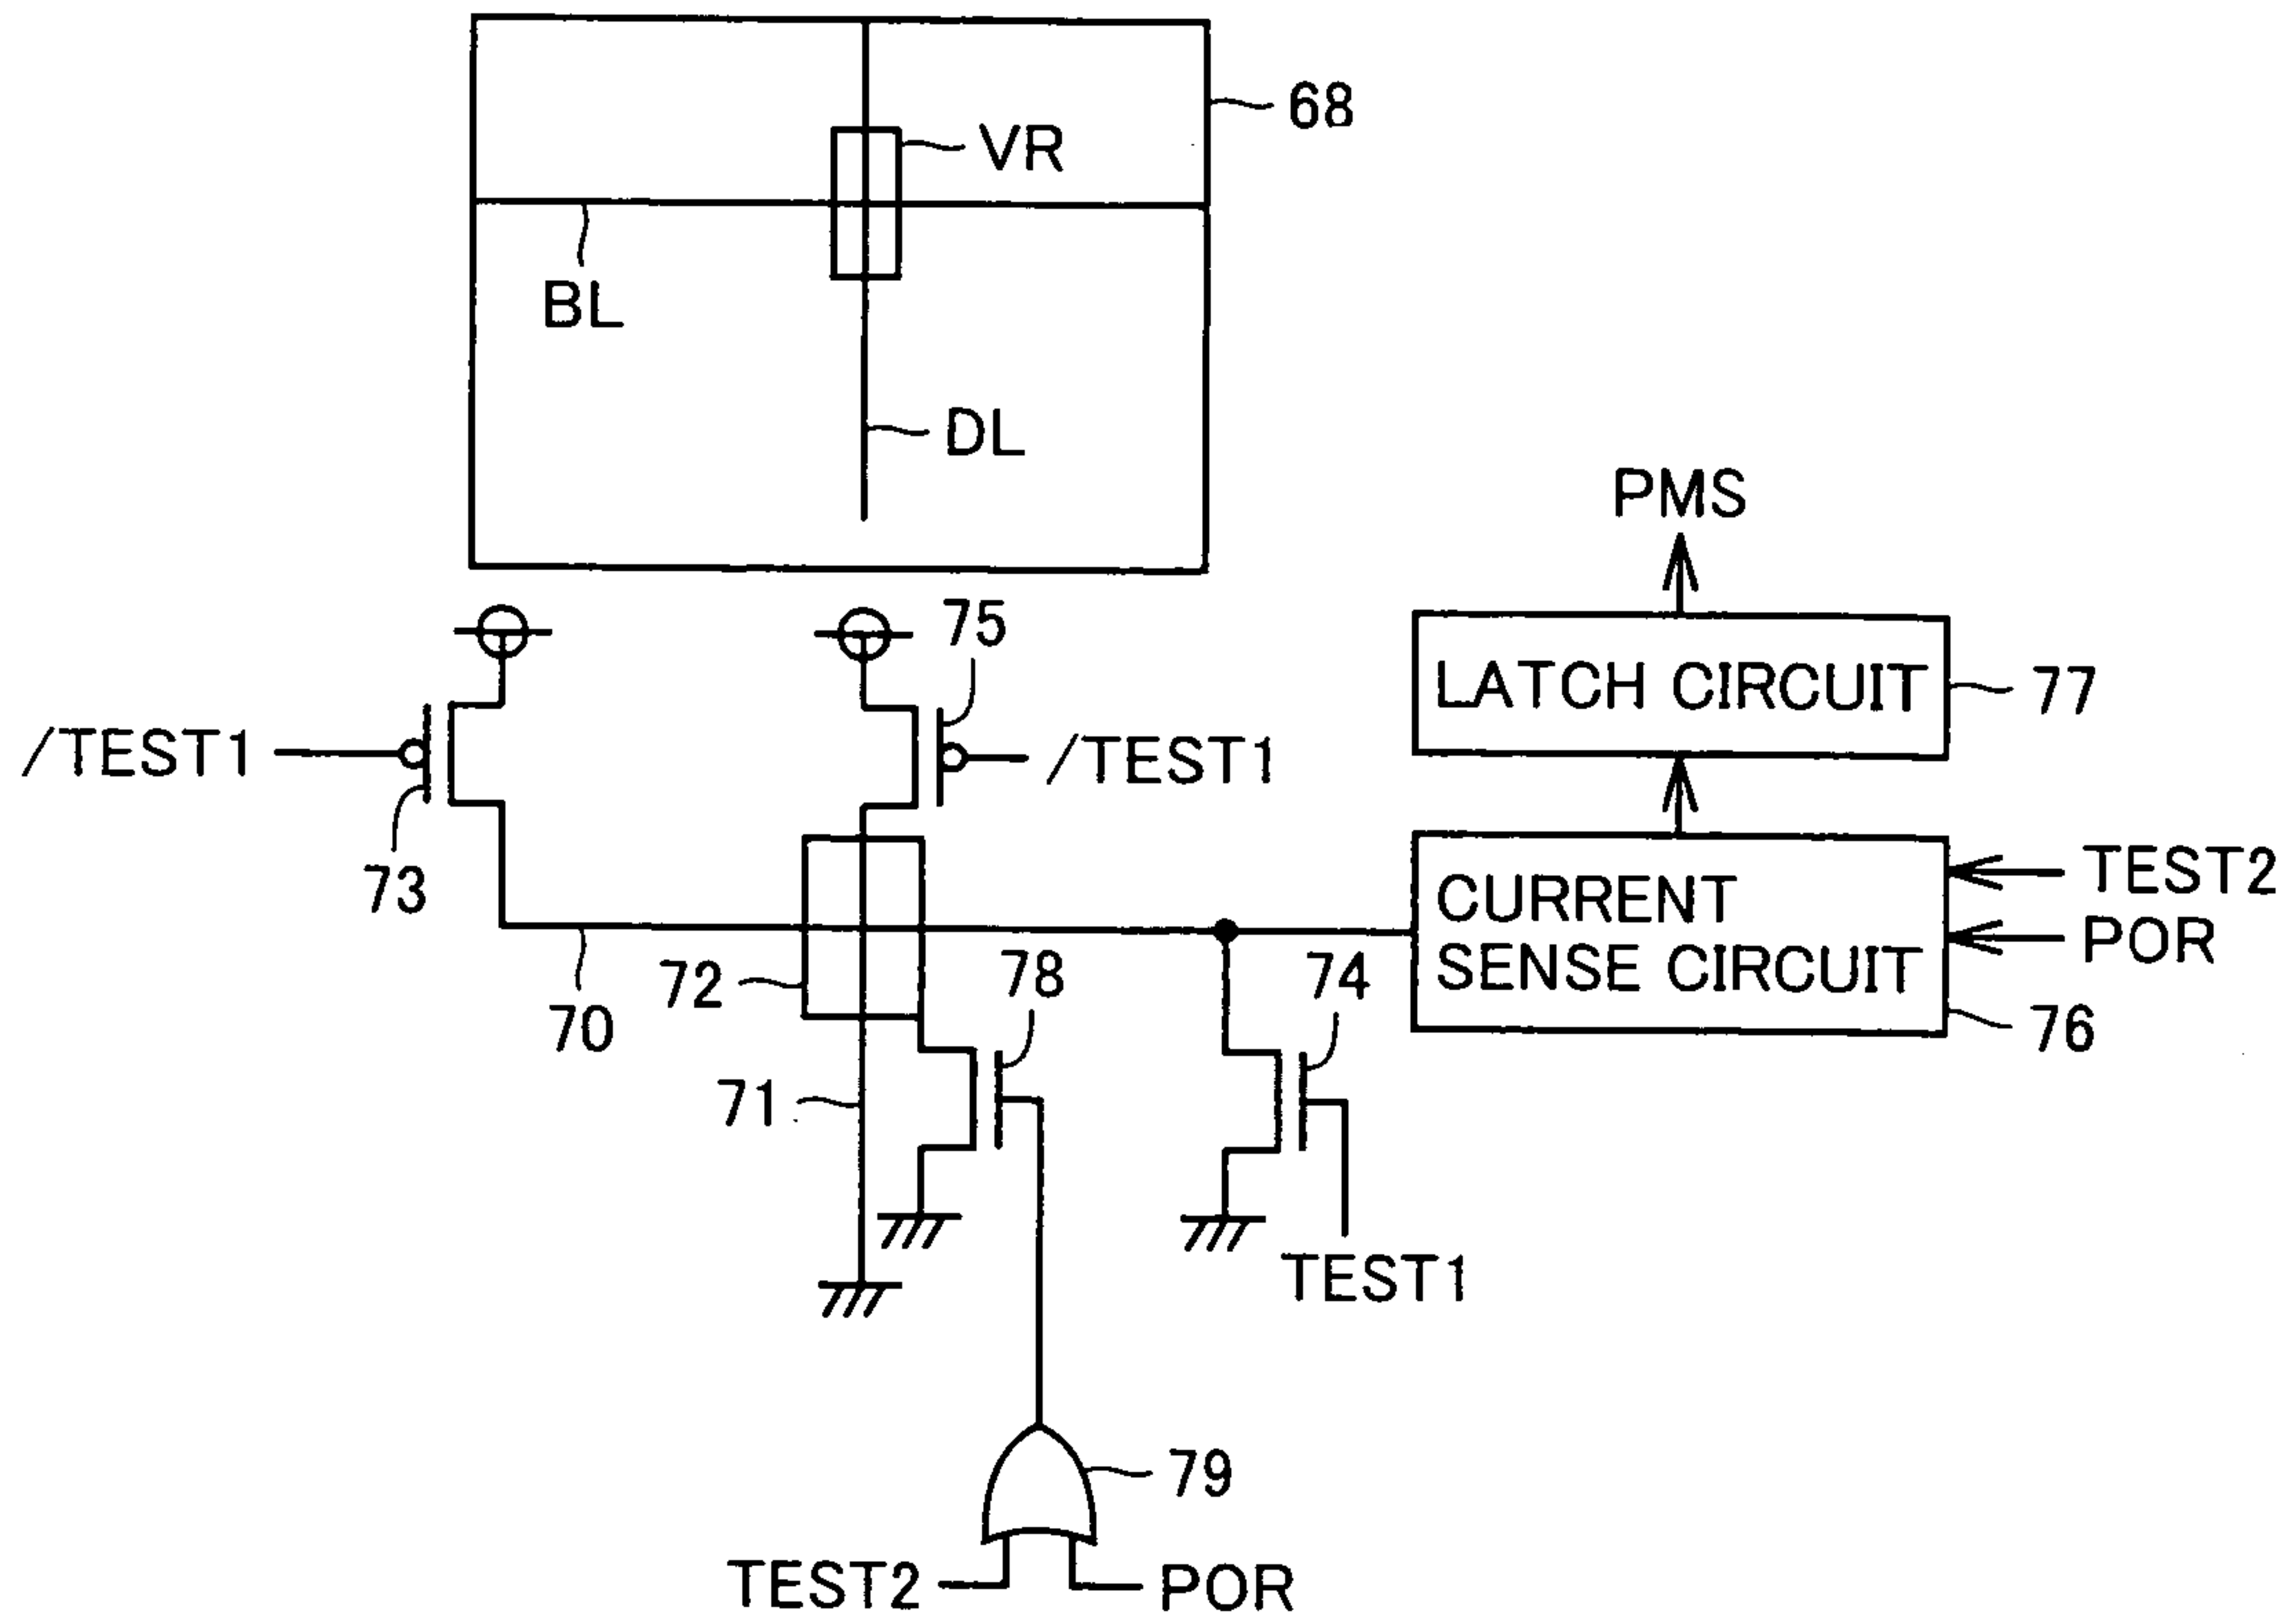 68
VR
BL
DL
PMS
75
LATCH CIRCUIT
77
/TEST1
/TEST1
73
CURRENT
SENSE CIRCUIT
TEST2
POR
72
78
74
70
76
71
TEST1
79
TEST2
POR